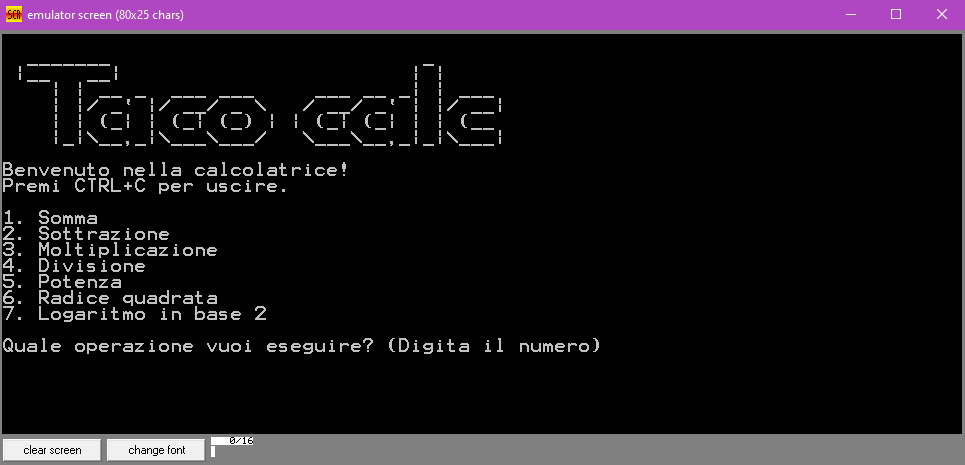 emulator screen (80x25 chars)
Taco calc
Benvenuto nella calcolatrice!
Premi CTRL+C per uscire.
1. Somma
2. Sottrazione
3. Moltiplicazione
4. Divisione
5. Potenza
6. Radice quadrata
7. Logaritmo in base 2
Quale operazione vuoi eseguire? (Digita il numero)
clear screen change font 0/16